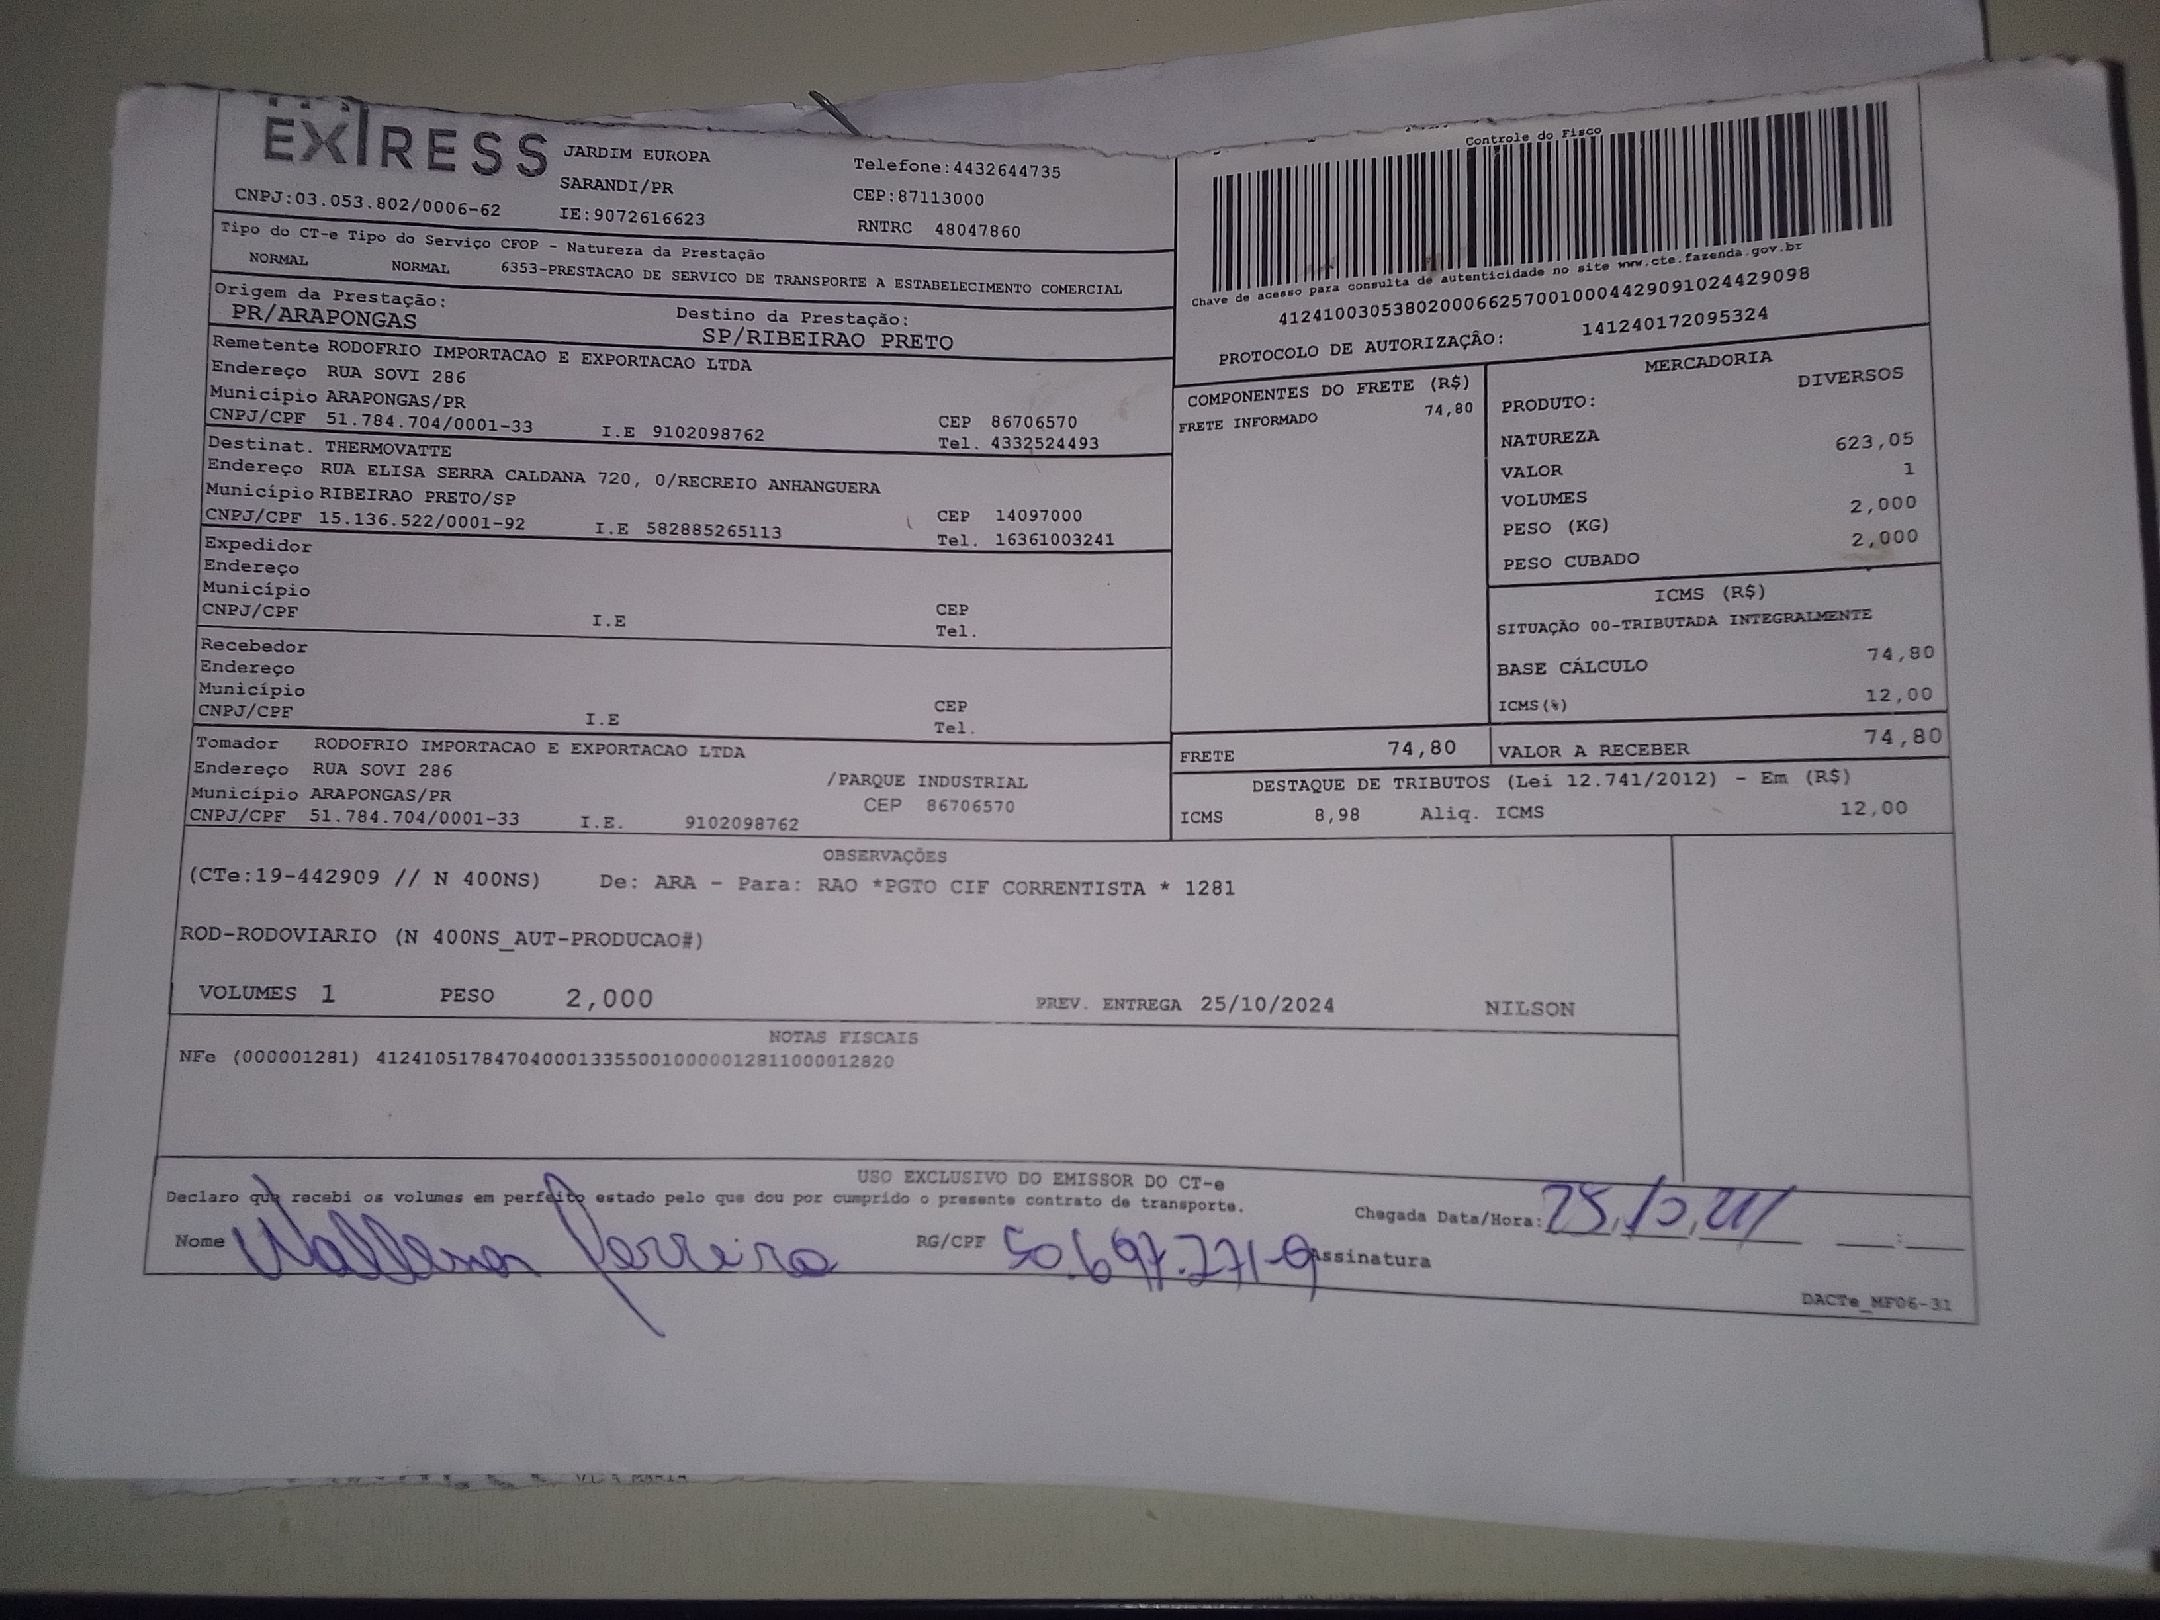 EXPRESS
JARDIM EUROPA Telefone:4432644735
SARANDI/PR CEP:87113000
CNPJ:03.053.802/0006-62 IE:9072616623 RNTRC 48047860
Tipo do CT-e Tipo do Serviço CFOP - Natureza da Prestação
NORMAL NORMAL 6353-PRESTACAO DE SERVICO DE TRANSPORTE A ESTABELECIMENTO COMERCIAL
Origem da Prestação: Destino da Prestação:
PR/ARAPONGAS SP/RIBEIRAO PRETO
Remetente RODOFRIO IMPORTACAO E EXPORTACAO LTDA
Endereço RUA SOVI 286
Município ARAPONGAS/PR CEP 86706570
CNPJ/CPF 51.784.704/0001-33 I.E 9102098762 Tel. 4332524493
Destinat. THERMOVATTE
Endereço RUA ELISA SERRA CALDANA 720, 0/RECREIO ANHANGUERA
Município RIBEIRAO PRETO/SP CEP 14097000
CNPJ/CPF 15.136.522/0001-92 I.E 582885265113 Tel. 16361003241
Expedidor
Endereço
Município CEP
CNPJ/CPF I.E Tel.
Recebedor
Endereço
Município CEP
CNPJ/CPF I.E Tel.
Tomador RODOFRIO IMPORTACAO E EXPORTACAO LTDA
Endereço RUA SOVI 286 /PARQUE INDUSTRIAL
Município ARAPONGAS/PR CEP 86706570
CNPJ/CPF 51.784.704/0001-33 I.E. 9102098762
Controle do Fisco
Chave de acesso para consulta de autenticidade no site www.cte.fazenda.gov.br
41241003053802000662570010004429091024429098
PROTOCOLO DE AUTORIZAÇÃO: 141240172095324
COMPONENTES DO FRETE (R$)
FRETE INFORMADO 74,80
MERCADORIA
PRODUTO: DIVERSOS
NATUREZA
VALOR 623,05
VOLUMES 1
PESO (KG) 2,000
PESO CUBADO 2,000
ICMS (R$)
SITUAÇÃO 00-TRIBUTADA INTEGRALMENTE
BASE CÁLCULO 74,80
ICMS(%) 12,00
FRETE 74,80 VALOR A RECEBER 74,80
DESTAQUE DE TRIBUTOS (Lei 12.741/2012) - Em (R$)
ICMS 8,98 Aliq. ICMS 12,00
OBSERVAÇÕES
(CTe:19-442909 // N 400NS) De: ARA - Para: RAO *PGTO CIF CORRENTISTA * 1281
ROD-RODOVIARIO (N 400NS_AUT-PRODUCAO#)
VOLUMES 1 PESO 2,000 PREV. ENTREGA 25/10/2024 NILSON
NOTAS FISCAIS
NFe (000001281) 41241051784704000133550010000012811000012820
USO EXCLUSIVO DO EMISSOR DO CT-e
Declaro que recebi os volumes em perfeito estado pelo que dou por cumprido o presente contrato de transporte.
Chegada Data/Hora: 25,10,24 :
Nome Wallena Ferreira RG/CPF 50.697.271-9 Assinatura
DACTe_MF06-31